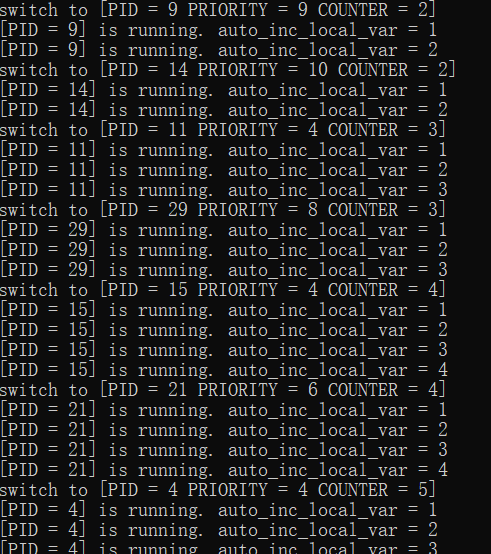 switch to [PID = 9 PRIORITY = 9 COUNTER = 2]
[PID = 9] is running. auto_inc_local_var = 1
[PID = 9] is running. auto_inc_local_var = 2
switch to [PID = 14 PRIORITY = 10 COUNTER = 2]
[PID = 14] is running. auto_inc_local_var = 1
[PID = 14] is running. auto_inc_local_var = 2
switch to [PID = 11 PRIORITY = 4 COUNTER = 3]
[PID = 11] is running. auto_inc_local_var = 1
[PID = 11] is running. auto_inc_local_var = 2
[PID = 11] is running. auto_inc_local_var = 3
switch to [PID = 29 PRIORITY = 8 COUNTER = 3]
[PID = 29] is running. auto_inc_local_var = 1
[PID = 29] is running. auto_inc_local_var = 2
[PID = 29] is running. auto_inc_local_var = 3
switch to [PID = 15 PRIORITY = 4 COUNTER = 4]
[PID = 15] is running. auto_inc_local_var = 1
[PID = 15] is running. auto_inc_local_var = 2
[PID = 15] is running. auto_inc_local_var = 3
[PID = 15] is running. auto_inc_local_var = 4
switch to [PID = 21 PRIORITY = 6 COUNTER = 4]
[PID = 21] is running. auto_inc_local_var = 1
[PID = 21] is running. auto_inc_local_var = 2
[PID = 21] is running. auto_inc_local_var = 3
[PID = 21] is running. auto_inc_local_var = 4
switch to [PID = 4 PRIORITY = 4 COUNTER = 5]
[PID = 4] is running. auto_inc_local_var = 1
[PID = 4] is running. auto_inc_local_var = 2
[PID = 4] is running. auto_inc_local_var = 3